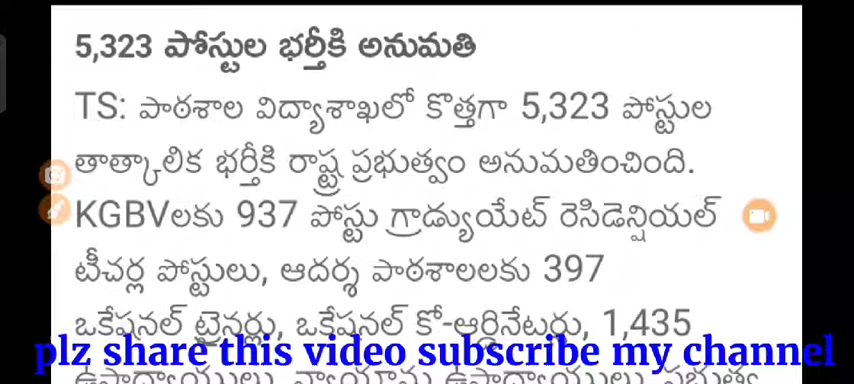 5,323 పోస్టుల భర్తీకి అనుమతి
TS: పాఠశాల విద్యాశాఖలో కొత్తగా 5,323 పోస్టుల
తాత్కాలిక భర్తీకి రాష్ట్ర ప్రభుత్వం అనుమతించింది.
KGBVలకు 937 పోస్టు గ్రాడ్యుయేట్ రెసిడెన్షియల్
టీచర్ల పోస్టులు, ఆదర్శ పాఠశాలలకు 397
ఒకేషనల్ ట్రైనర్లు, ఒకేషనల్ కో-ఆర్డినేటర్లు, 1,435
plz share this video subscribe my channel